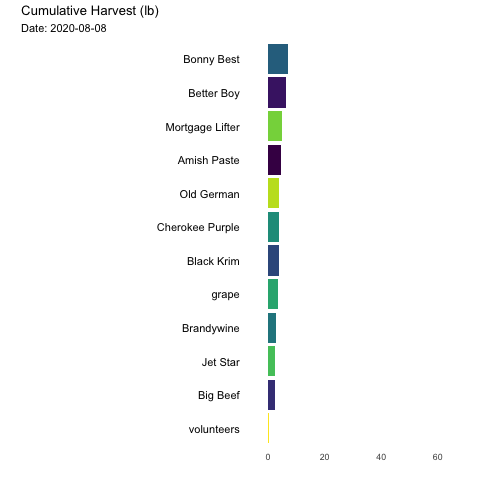 Cumulative Harvest (lb)
Date: 2020-08-08
Bonny Best
Better Boy
Mortgage Lifter
Amish Paste
Old German
Cherokee Purple
Black Krim
grape
Brandywine
Jet Star
Big Beef
volunteers
0 20 40 60